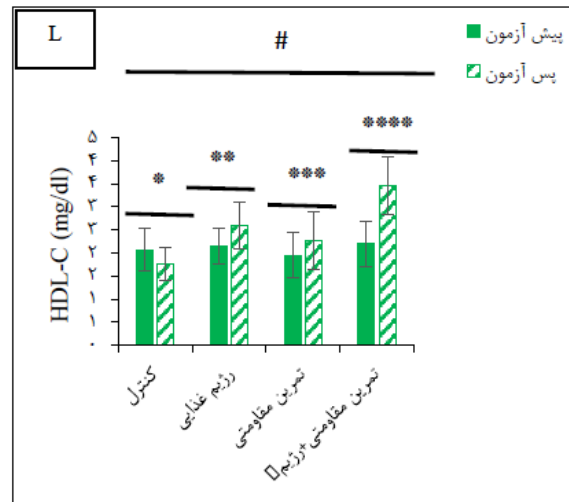 L
#
پیش آزمون
پس آزمون
****
***
**
*
HDL-C (mg/dl)
۵
۴
۴
۳
۳
۲
۲
۱
۱
۰
کنترل
رژیم غذایی
تمرین مقاومتی
تمرین مقاومتی+رژیم